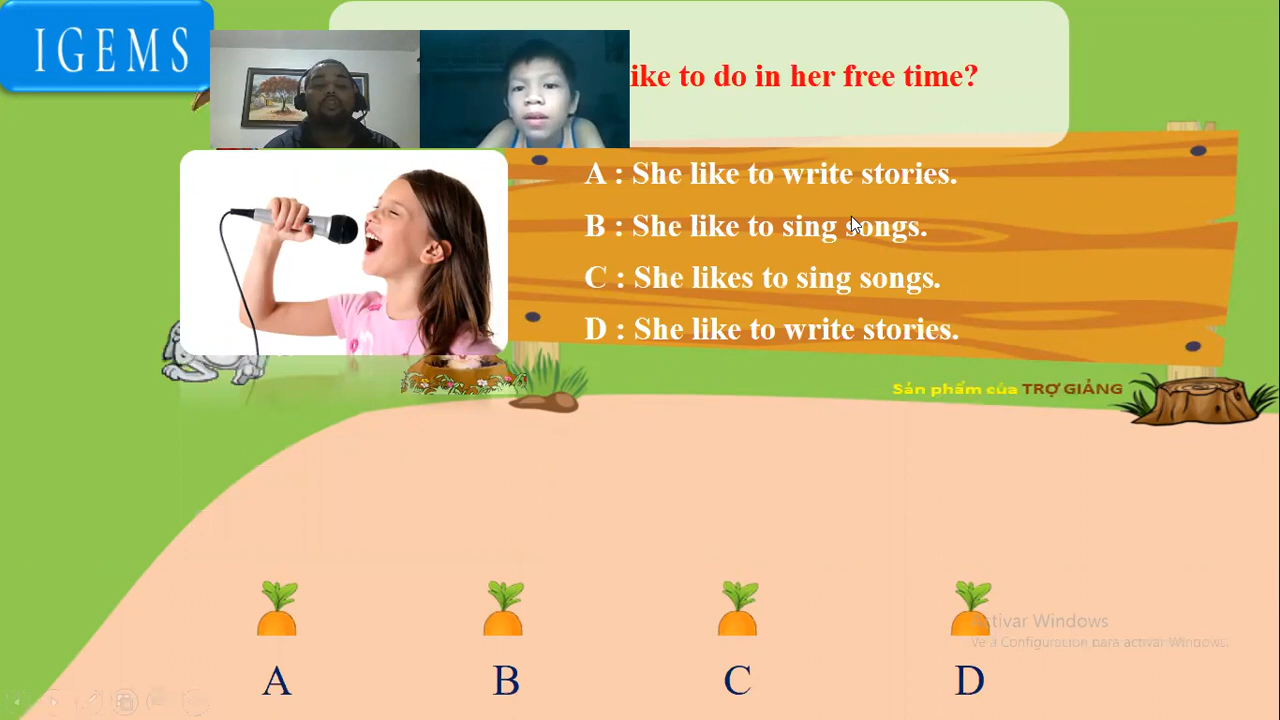 IGEMS
ike to do in her free time?
A : She like to write stories.
B : She like to sing songs.
C : She likes to sing songs.
D : She like to write stories.
Sản phẩm của TRỢ GIẢNG
Activar Windows
Ve a Configuración para activar Windows.
A B C D